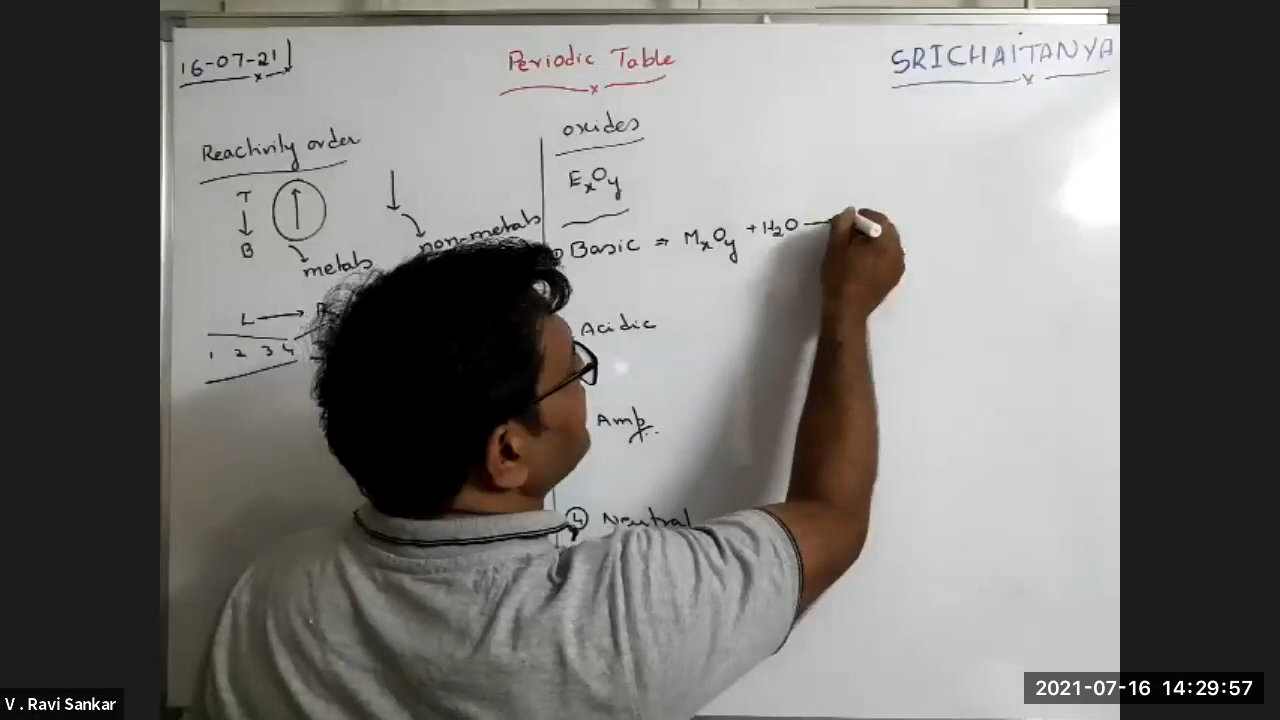 16-07-21
Periodic Table
SRICHAITANYA
Reactivity order
T
B
metals
non-metals
L
1 2 3 4
oxides
ExOy
Basic ⇒ MxOy + H2O
Acidic
Amp..
④ Neutral
V . Ravi Sankar
2021-07-16 14:29:57